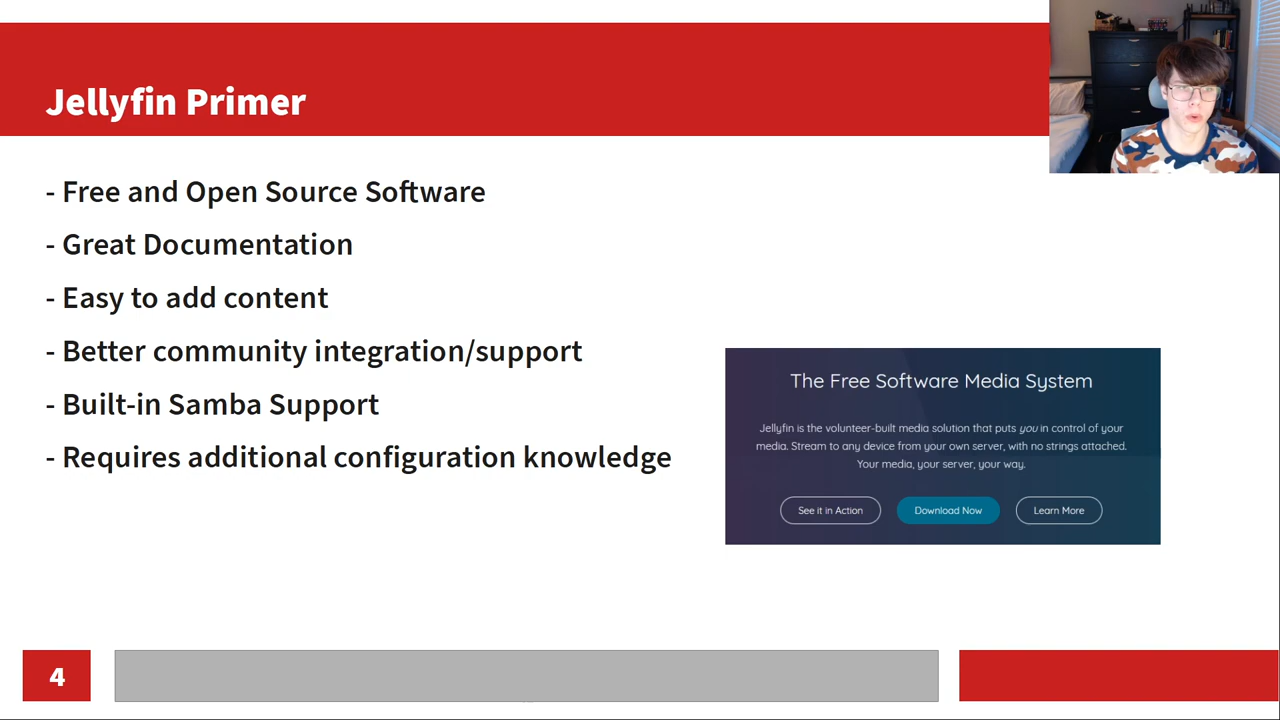 Jellyfin Primer
- Free and Open Source Software
- Great Documentation
- Easy to add content
- Better community integration/support
- Built-in Samba Support
- Requires additional configuration knowledge
The Free Software Media System
Jellyfin is the volunteer-built media solution that puts you in control of your
media. Stream to any device from your own server, with no strings attached.
Your media, your server, your way.
See it in Action
Download Now
Learn More
4